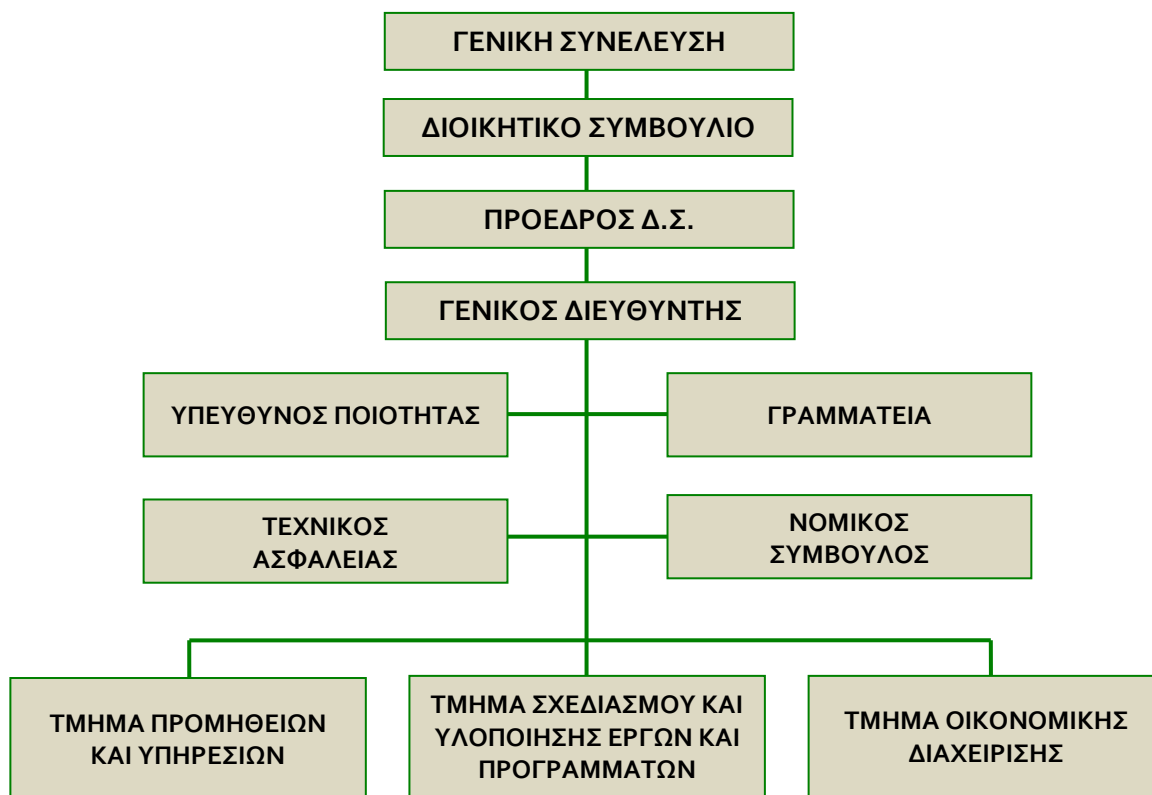 ΓΕΝΙΚΗ ΣΥΝΕΛΕΥΣΗ
ΔΙΟΙΚΗΤΙΚΟ ΣΥΜΒΟΥΛΙΟ
ΠΡΟΕΔΡΟΣ Δ.Σ.
ΓΕΝΙΚΟΣ ΔΙΕΥΘΥΝΤΗΣ
ΥΠΕΥΘΥΝΟΣ ΠΟΙΟΤΗΤΑΣ
ΓΡΑΜΜΑΤΕΙΑ
ΤΕΧΝΙΚΟΣ
ΑΣΦΑΛΕΙΑΣ
ΝΟΜΙΚΟΣ
ΣΥΜΒΟΥΛΟΣ
ΤΜΗΜΑ ΠΡΟΜΗΘΕΙΩΝ
ΚΑΙ ΥΠΗΡΕΣΙΩΝ
ΤΜΗΜΑ ΣΧΕΔΙΑΣΜΟΥ ΚΑΙ
ΥΛΟΠΟΙΗΣΗΣ ΕΡΓΩΝ ΚΑΙ
ΠΡΟΓΡΑΜΜΑΤΩΝ
ΤΜΗΜΑ ΟΙΚΟΝΟΜΙΚΗΣ
ΔΙΑΧΕΙΡΙΣΗΣ